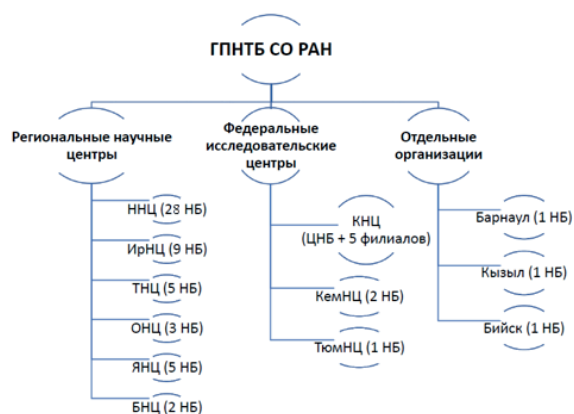 ГПНТБ СО РАН
Региональные научные
центры
ННЦ (28 НБ)
ИрНЦ (9 НБ)
ТНЦ (5 НБ)
ОНЦ (3 НБ)
ЯНЦ (5 НБ)
БНЦ (2 НБ)
Федеральные
исследовательские
центры
КНЦ
(ЦНБ + 5 филиалов)
КемНЦ (2 НБ)
ТюмНЦ (1 НБ)
Отдельные
организации
Барнаул (1 НБ)
Кызыл (1 НБ)
Бийск (1 НБ)